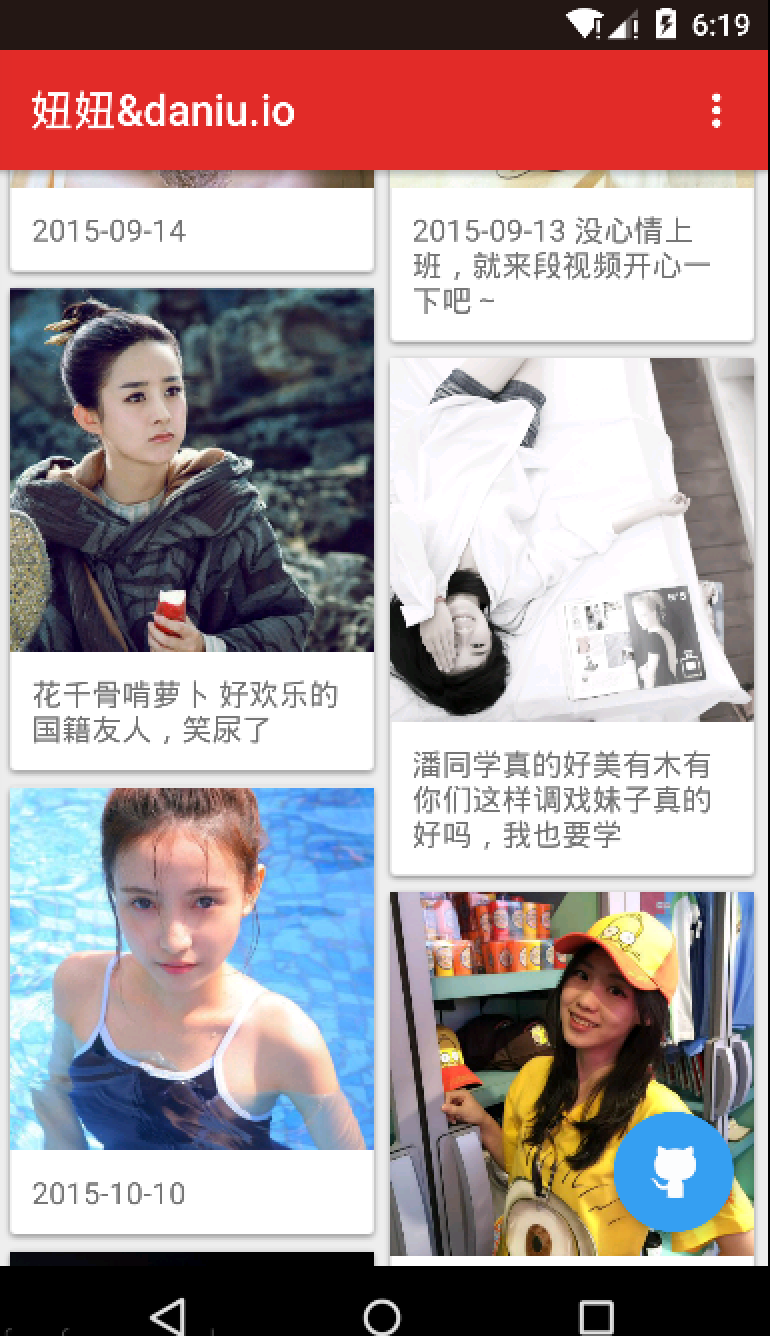 6:19
妞妞&daniu.io
2015-09-14
2015-09-13 没心情上
班，就来段视频开心一
下吧 ~
花千骨啃萝卜 好欢乐的
国籍友人，笑尿了
潘同学真的好美有木有
你们这样调戏妹子真的
好吗，我也要学
2015-10-10